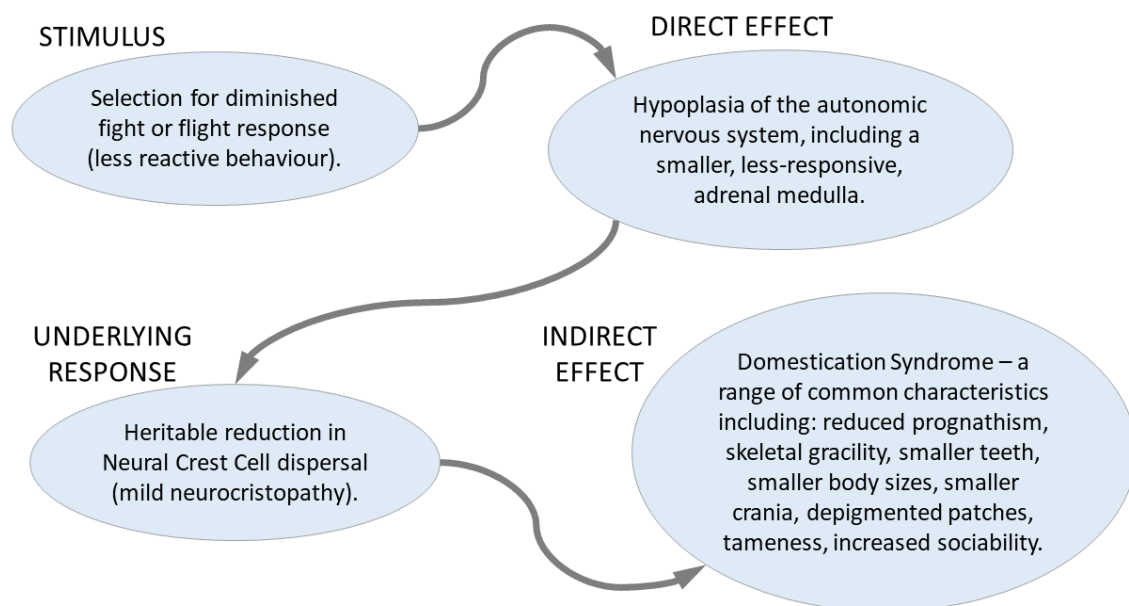 STIMULUS
Selection for diminished
fight or flight response
(less reactive behaviour).
DIRECT EFFECT
Hypoplasia of the autonomic
nervous system, including a
smaller, less-responsive,
adrenal medulla.
UNDERLYING
RESPONSE
Heritable reduction in
Neural Crest Cell dispersal
(mild neurocristopathy).
INDIRECT
EFFECT
Domestication Syndrome – a
range of common characteristics
including: reduced prognathism,
skeletal gracility, smaller teeth,
smaller body sizes, smaller
crania, depigmented patches,
tameness, increased sociability.